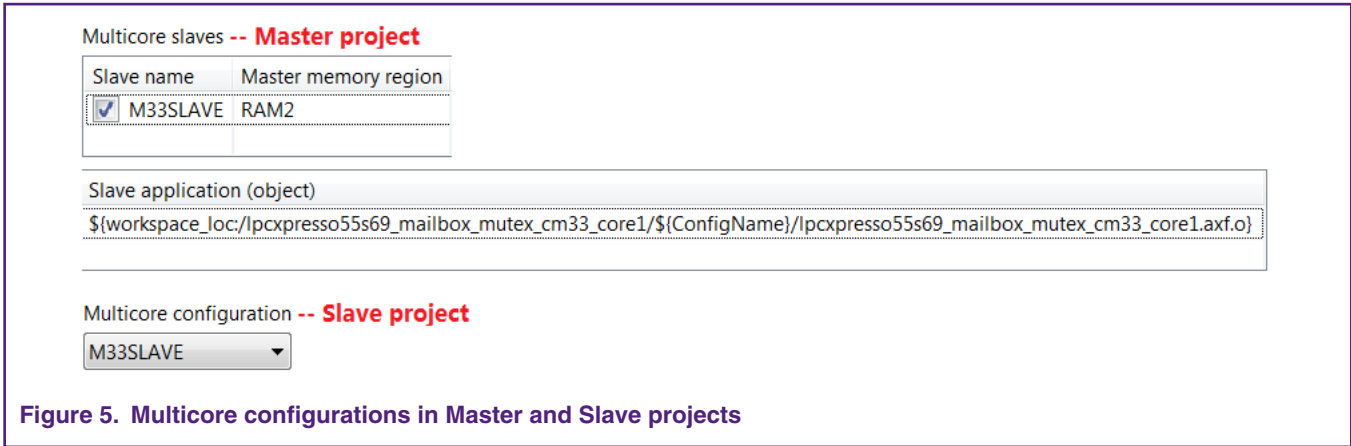 Multicore slaves -- Master project
Slave name Master memory region
M33SLAVE RAM2
Slave application (object)
${workspace_loc:/lpcxpresso55s69_mailbox_mutex_cm33_core1/${ConfigName}/lpcxpresso55s69_mailbox_mutex_cm33_core1.axf.o}
Multicore configuration -- Slave project
M33SLAVE
Figure 5. Multicore configurations in Master and Slave projects